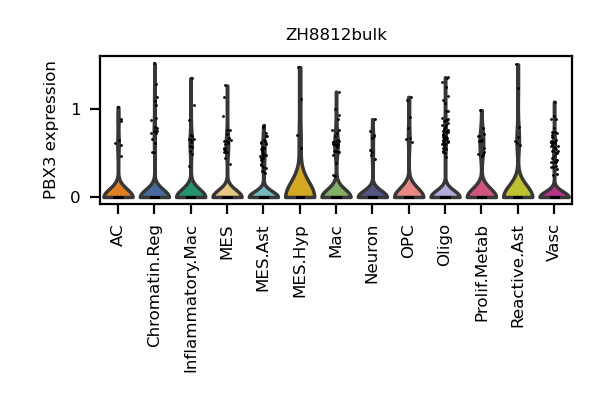 ZH8812bulk
PBX3 expression
1
0
AC
Chromatin.Reg
Inflammatory.Mac
MES
MES.Ast
MES.Hyp
Mac
Neuron
OPC
Oligo
Prolif.Metab
Reactive.Ast
Vasc